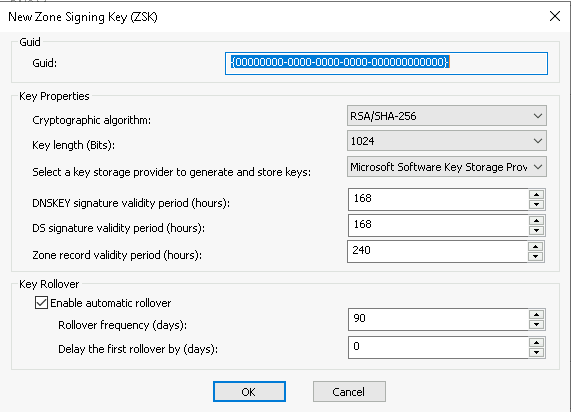 New Zone Signing Key (ZSK)
Guid
Guid: {00000000-0000-0000-0000-000000000000}
Key Properties
Cryptographic algorithm: RSA/SHA-256
Key length (Bits): 1024
Select a key storage provider to generate and store keys: Microsoft Software Key Storage Prov
DNSKEY signature validity period (hours): 168
DS signature validity period (hours): 168
Zone record validity period (hours): 240
Key Rollover
Enable automatic rollover
Rollover frequency (days): 90
Delay the first rollover by (days): 0
OK Cancel